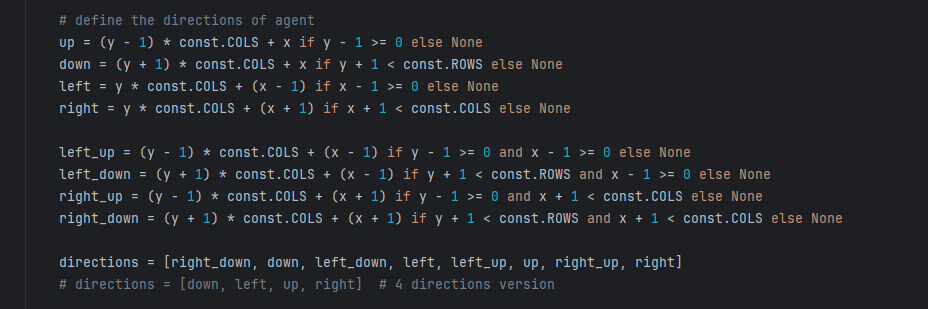 # define the directions of agent
up = (y - 1) * const.COLS + x if y - 1 >= 0 else None
down = (y + 1) * const.COLS + x if y + 1 < const.ROWS else None
left = y * const.COLS + (x - 1) if x - 1 >= 0 else None
right = y * const.COLS + (x + 1) if x + 1 < const.COLS else None
left_up = (y - 1) * const.COLS + (x - 1) if y - 1 >= 0 and x - 1 >= 0 else None
left_down = (y + 1) * const.COLS + (x - 1) if y + 1 < const.ROWS and x - 1 >= 0 else None
right_up = (y - 1) * const.COLS + (x + 1) if y - 1 >= 0 and x + 1 < const.COLS else None
right_down = (y + 1) * const.COLS + (x + 1) if y + 1 < const.ROWS and x + 1 < const.COLS else None
directions = [right_down, down, left_down, left, left_up, up, right_up, right]
# directions = [down, left, up, right]  # 4 directions version